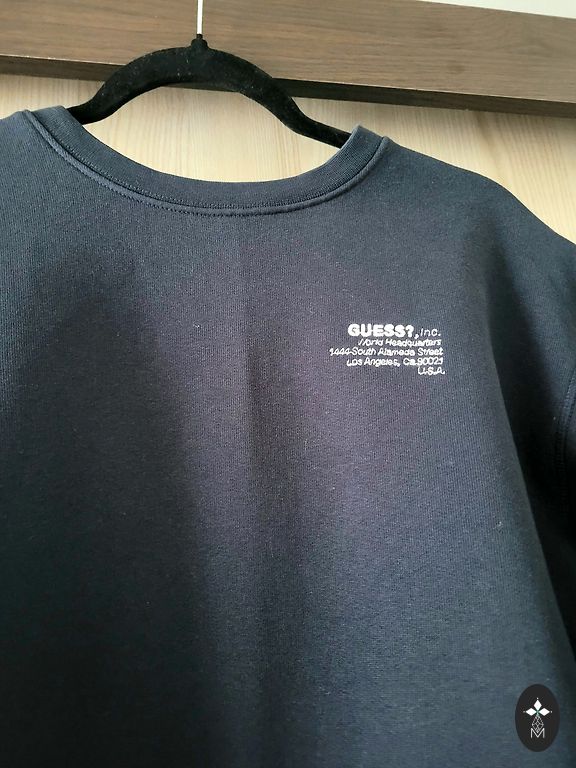 GUESS?, Inc.
World Headquarters
1444 South Alameda Street
Los Angeles, Ca.90021
U.S.A.
M